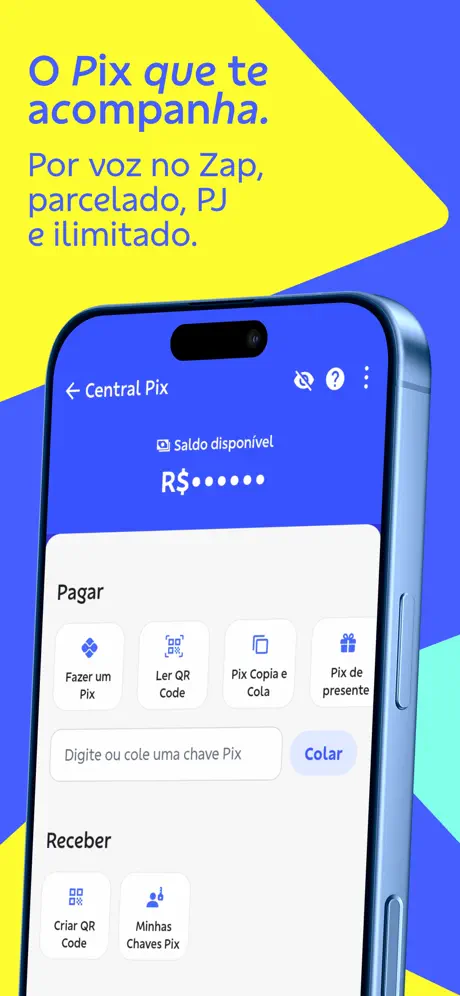 O Pix que te
acompanha.
Por voz no Zap,
parcelado, PJ
e ilimitado.
Central Pix
?
Saldo disponível
R$••••••
Pagar
Fazer um
Pix
Ler QR
Code
Pix Copia e
Cola
Pix de
presente
Digite ou cole uma chave Pix
Colar
Receber
Criar QR
Code
Minhas
Chaves Pix